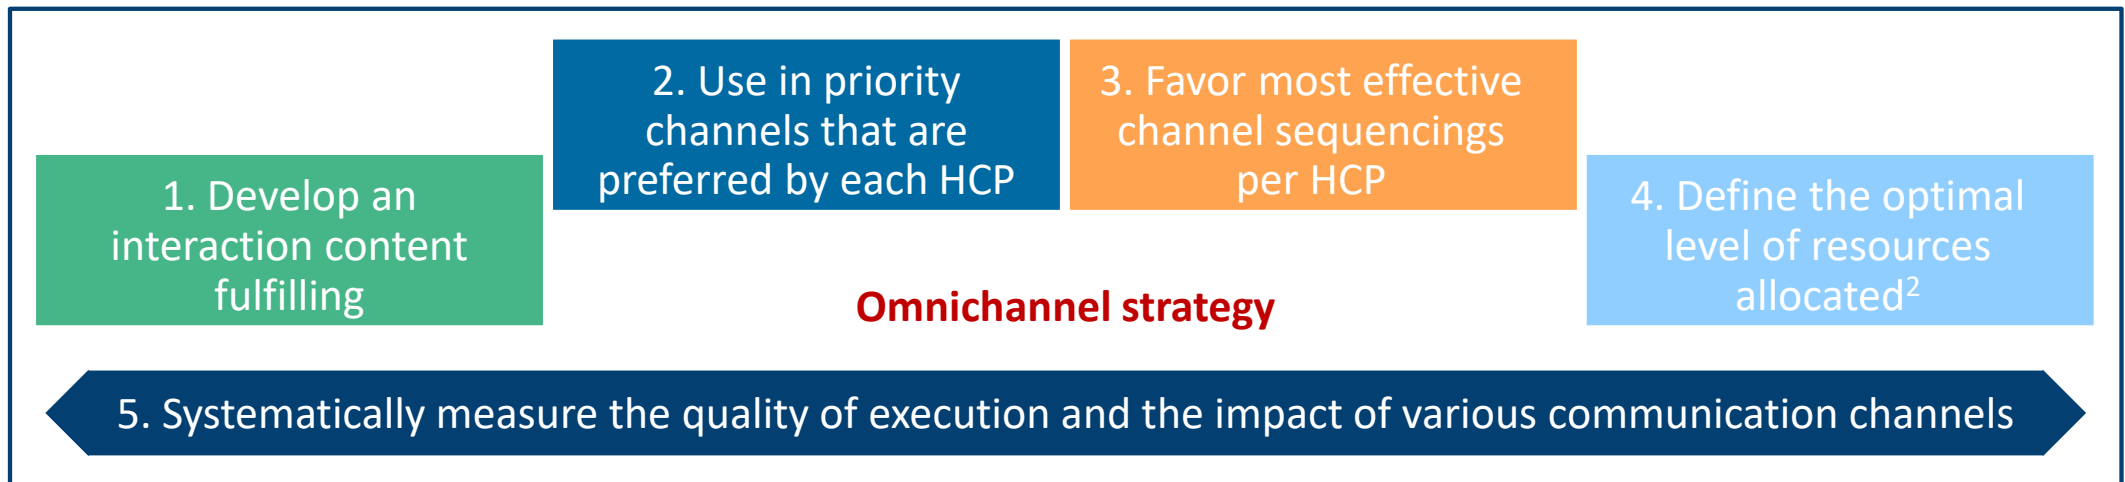 1. Develop an
interaction content
fulfilling
2. Use in priority
channels that are
preferred by each HCP
3. Favor most effective
channel sequencings
per HCP
4. Define the optimal
level of resources
allocated²
Omnichannel strategy
5. Systematically measure the quality of execution and the impact of various communication channels